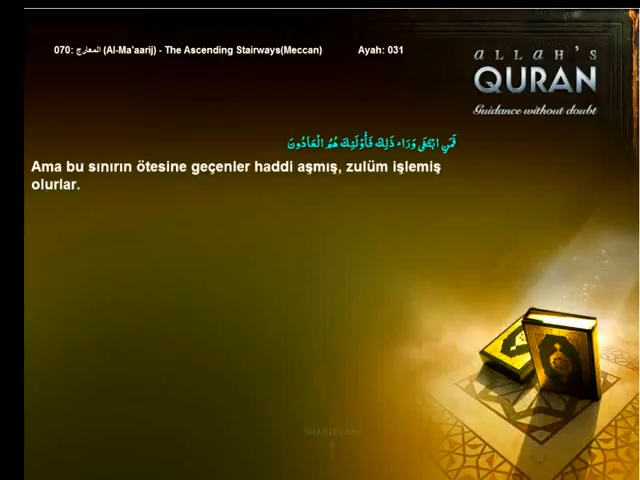 070: المعارج (Al-Ma'aarij) - The Ascending Stairways(Meccan) Ayah: 031
ALLAH'S
QURAN
Guidance without doubt
فَمَنِ ابْتَغَىٰ وَرَاءَ ذَٰلِكَ فَأُوْلَٰئِكَ هُمُ الْعَادُونَ
Ama bu sınırın ötesine geçenler haddi aşmış, zulüm işlemiş
olurlar.